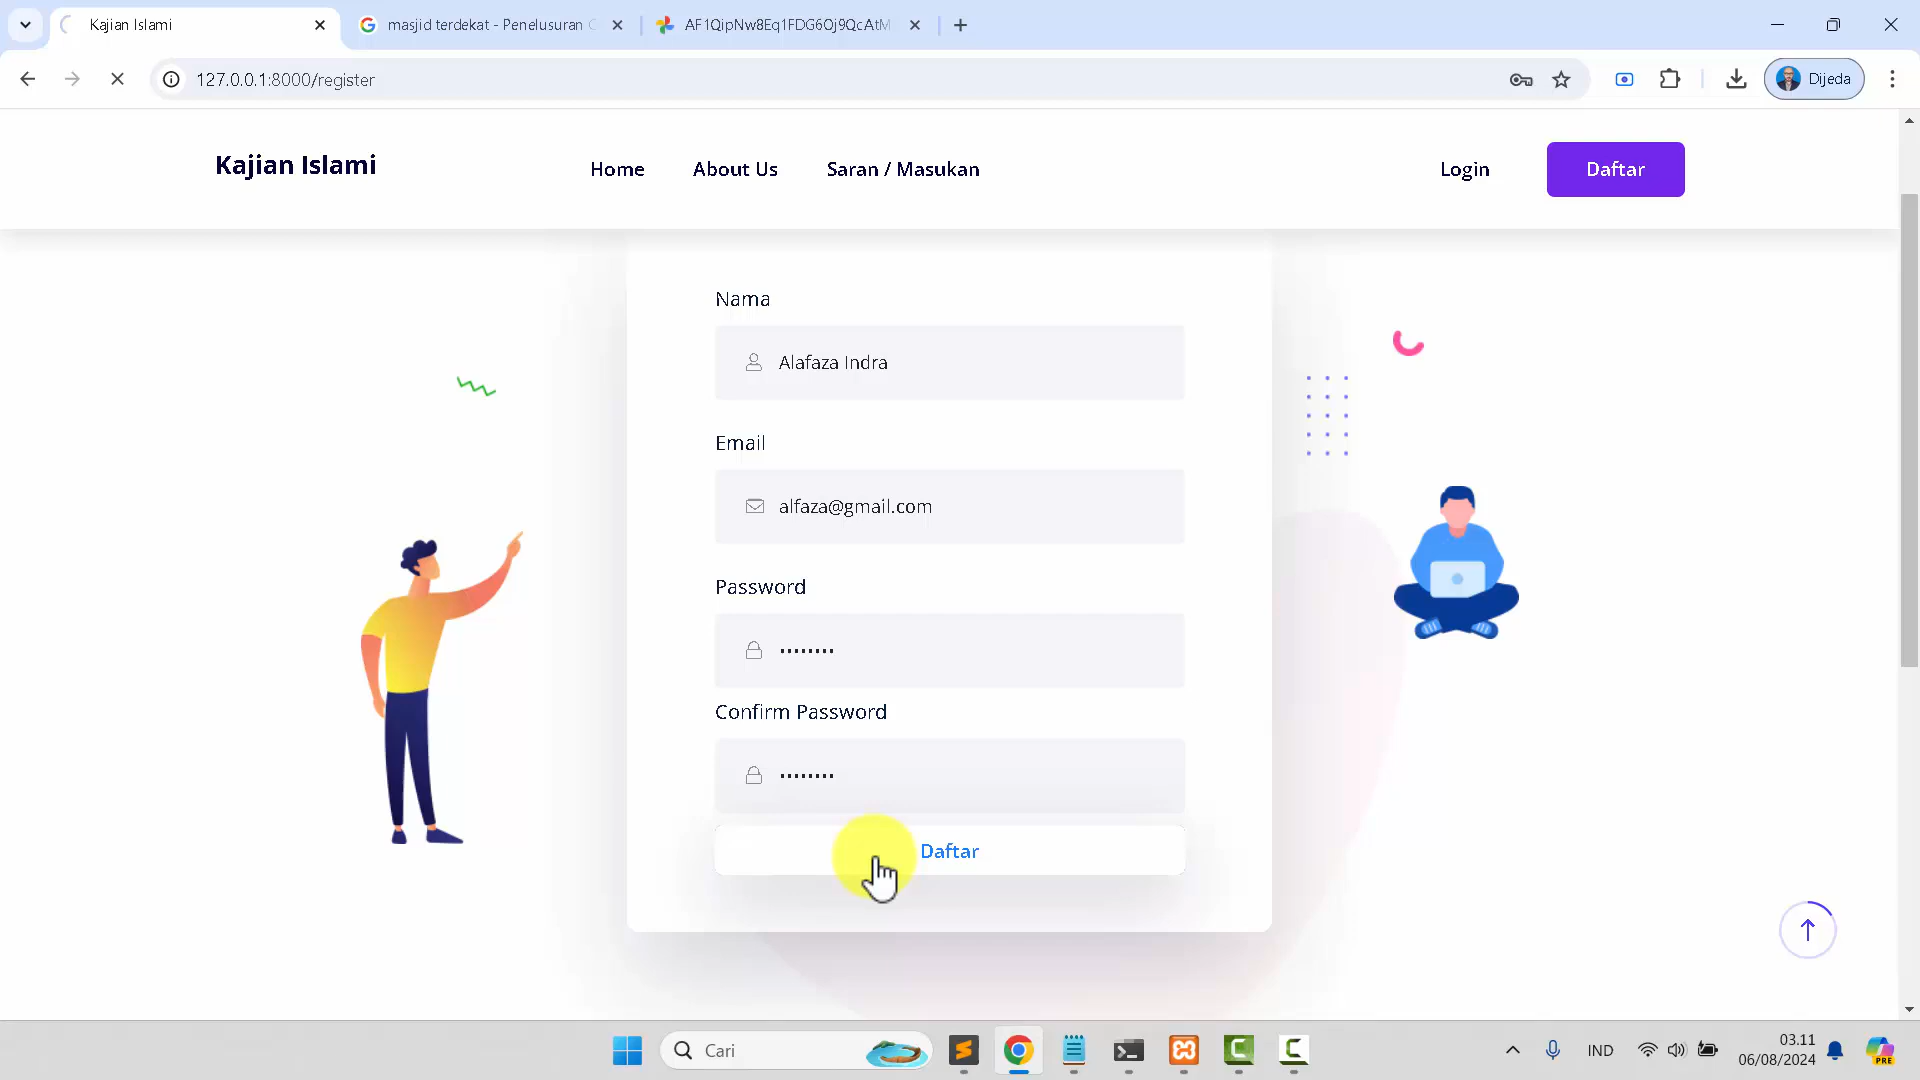 Kajian Islami
masjid terdekat - Penelusuran
AF1QipNw8Eq1FDG6Oj9QcAtM
127.0.0.1:8000/register
Dijeda
Kajian Islami
Home
About Us
Saran / Masukan
Login
Daftar
Nama
Alafaza Indra
Email
alfaza@gmail.com
Password
••••••••
Confirm Password
••••••••
Daftar
Cari
IND
03.11
06/08/2024
PRE